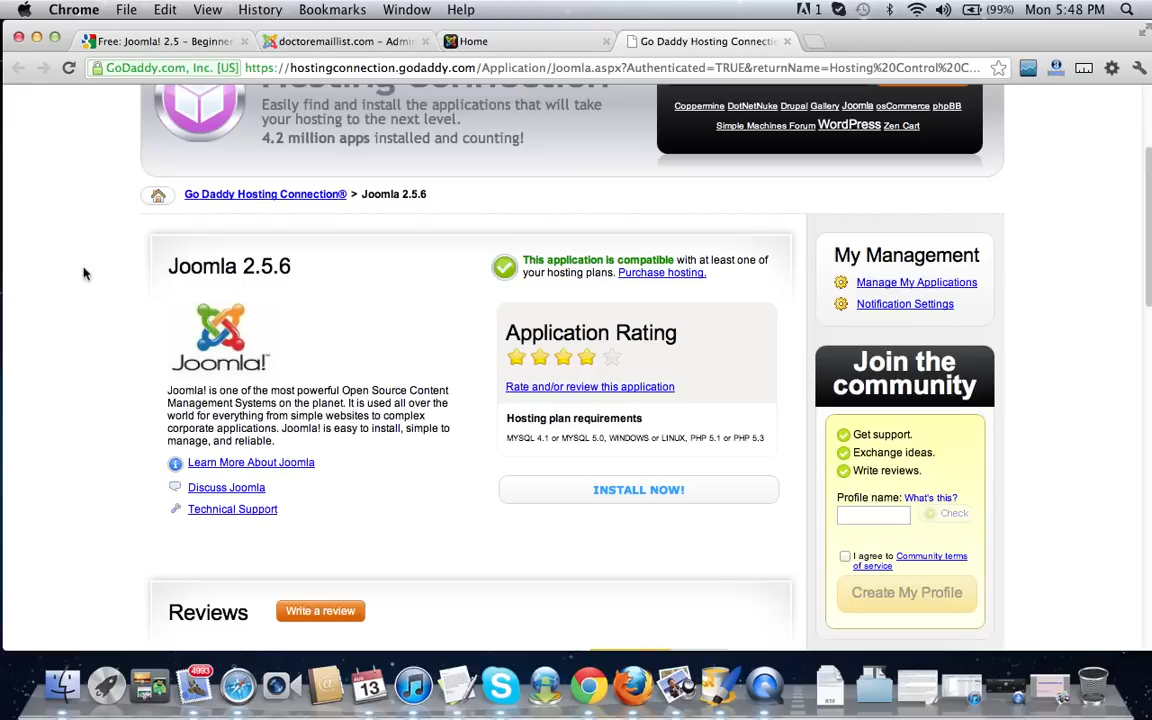 Chrome File Edit View History Bookmarks Window Help
1 (99%) Mon 5:48 PM
Free: Joomla! 2.5 - Beginner
doctoremaillist.com - Admin
Home
Go Daddy Hosting Connectio
GoDaddy.com, Inc. [US] https://hostingconnection.godaddy.com/Application/Joomla.aspx?Authenticated=TRUE&returnName=Hosting%20Control%20C...
Hosting Connection
Easily find and install the applications that will take
your hosting to the next level.
4.2 million apps installed and counting!
Coppermine DotNetNuke Drupal Gallery Joomla osCommerce phpBB
Simple Machines Forum WordPress Zen Cart
Go Daddy Hosting Connection® > Joomla 2.5.6
Joomla 2.5.6
This application is compatible with at least one of
your hosting plans. Purchase hosting.
Joomla!
Joomla! is one of the most powerful Open Source Content
Management Systems on the planet. It is used all over the
world for everything from simple websites to complex
corporate applications. Joomla! is easy to install, simple to
manage, and reliable.
Learn More About Joomla
Discuss Joomla
Technical Support
Application Rating
Rate and/or review this application
Hosting plan requirements
MYSQL 4.1 or MYSQL 5.0, WINDOWS or LINUX, PHP 5.1 or PHP 5.3
INSTALL NOW!
Reviews
Write a review
My Management
Manage My Applications
Notification Settings
Join the
community
Get support.
Exchange ideas.
Write reviews.
Profile name: What's this?
Check
I agree to Community terms
of service
Create My Profile
4993
AUG
13
RTF